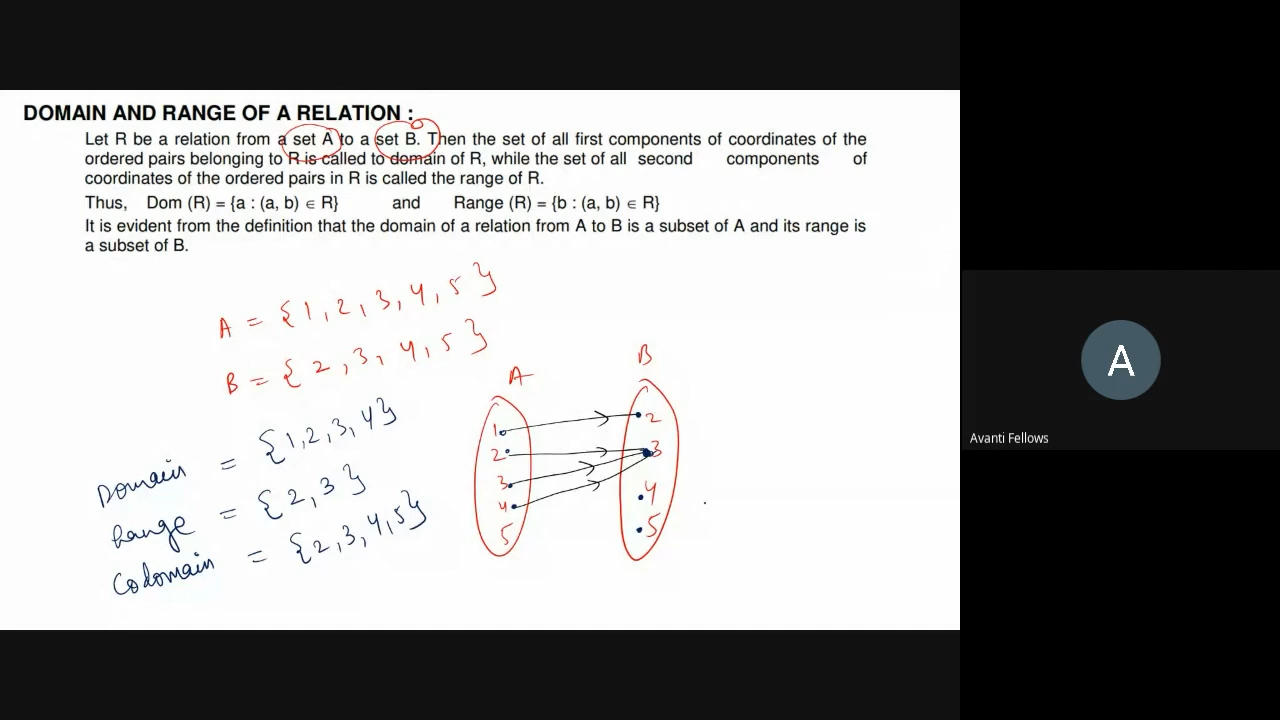 DOMAIN AND RANGE OF A RELATION :
Let R be a relation from a set A to a set B. Then the set of all first components of coordinates of the
ordered pairs belonging to R is called to domain of R, while the set of all second components of
coordinates of the ordered pairs in R is called the range of R.
Thus, Dom (R) = {a : (a, b) ∈ R} and Range (R) = {b : (a, b) ∈ R}
It is evident from the definition that the domain of a relation from A to B is a subset of A and its range is
a subset of B.
A = {1, 2, 3, 4, 5}
B = {2, 3, 4, 5}
Domain = {1, 2, 3, 4}
Range = {2, 3}
Codomain = {2, 3, 4, 5}
A
1
2
3
4
5
B
2
3
4
5
A
Avanti Fellows